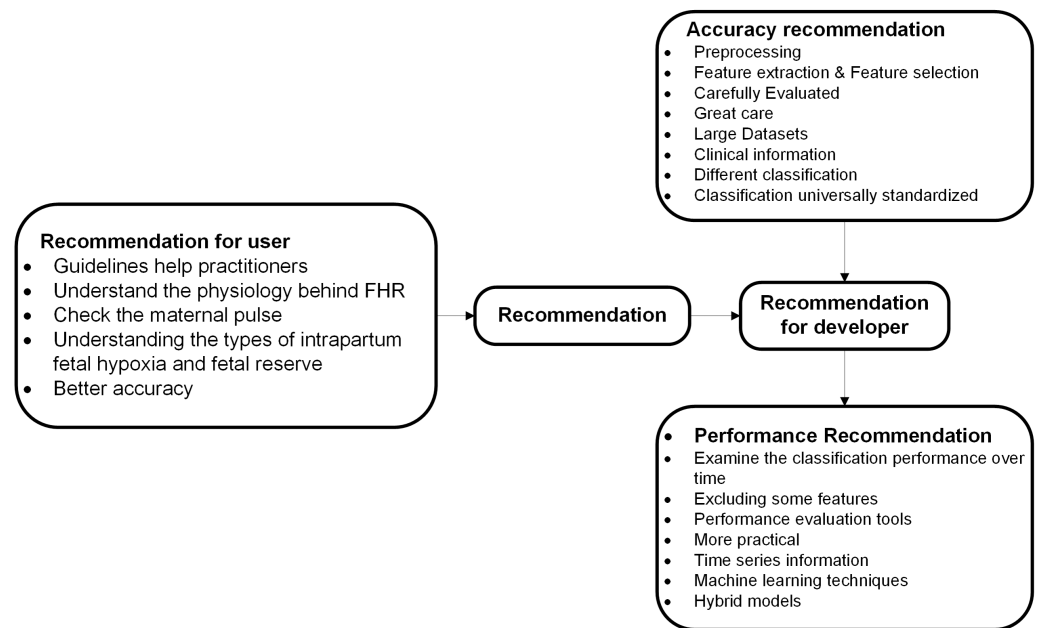 Accuracy recommendation
• Preprocessing
• Feature extraction & Feature selection
• Carefully Evaluated
• Great care
• Large Datasets
• Clinical information
• Different classification
• Classification universally standardized
Recommendation for user
• Guidelines help practitioners
• Understand the physiology behind FHR
• Check the maternal pulse
• Understanding the types of intrapartum
fetal hypoxia and fetal reserve
• Better accuracy
Recommendation
Recommendation
for developer
• Performance Recommendation
• Examine the classification performance over
time
• Excluding some features
• Performance evaluation tools
• More practical
• Time series information
• Machine learning techniques
• Hybrid models